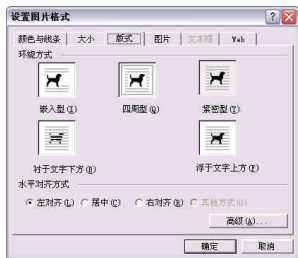 设置图片格式
颜色与线条 大小 版式 图片 文本框 Web
环绕方式
嵌入型(I) 四周型(Q) 紧密型(T)
衬于文字下方(B) 浮于文字上方(F)
水平对齐方式
左对齐(L) 居中(C) 右对齐(R) 其他方式(O)
高级(A)...
确定 取消